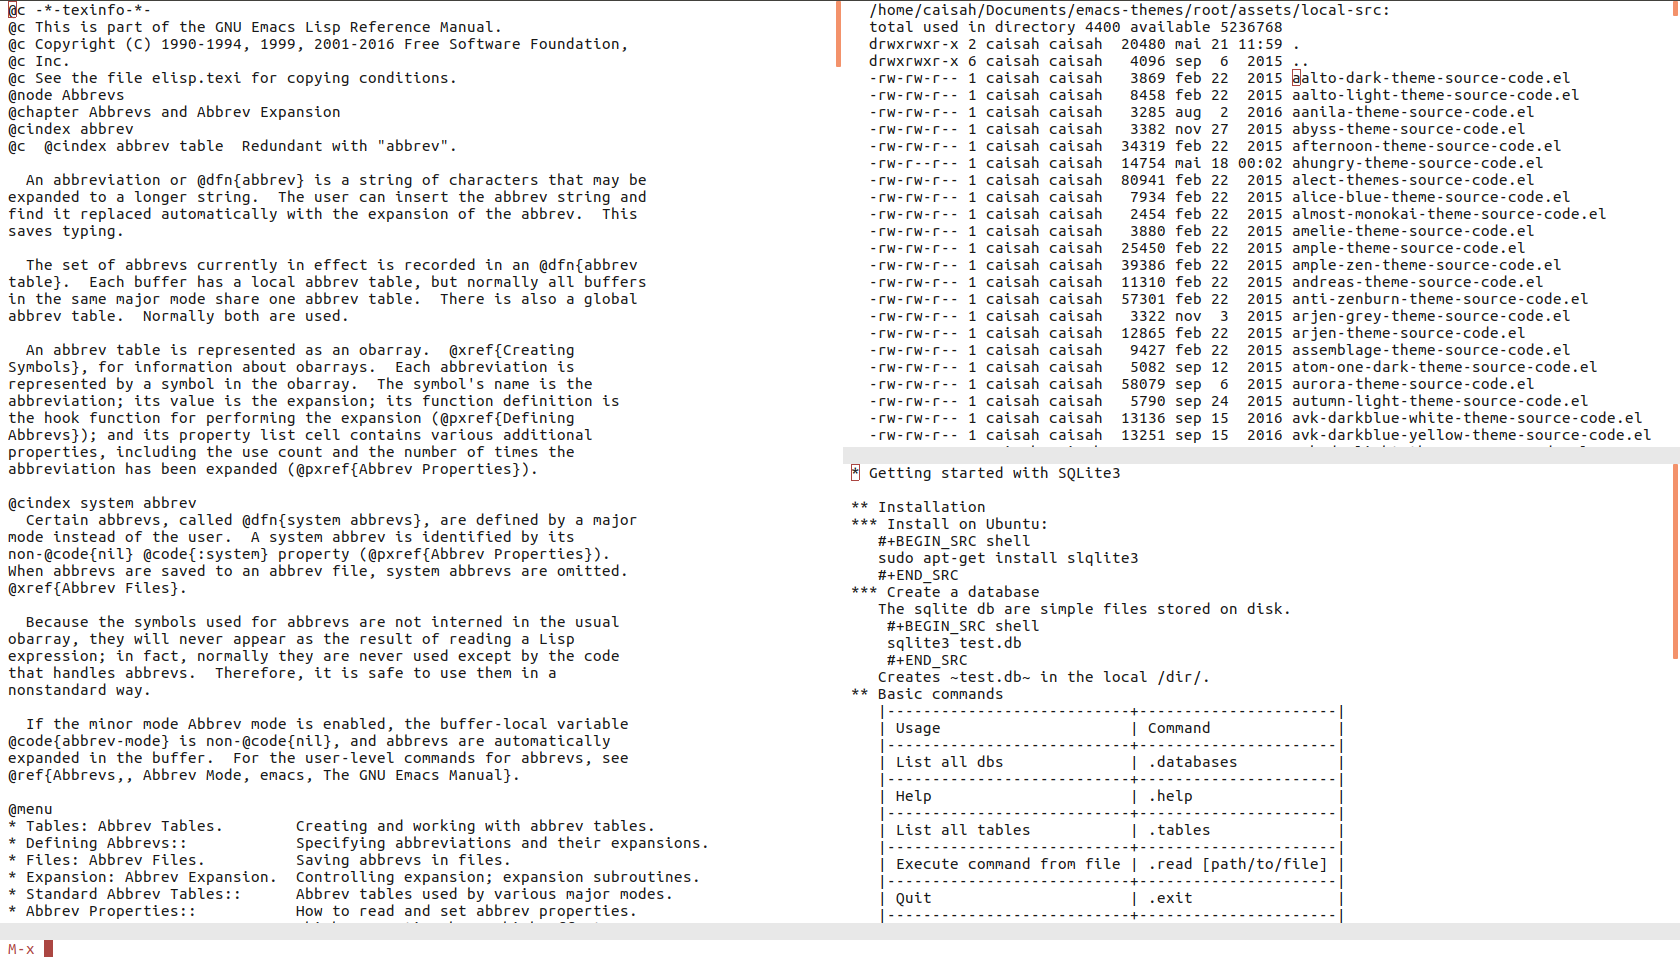 @c -*-texinfo-*-
@c This is part of the GNU Emacs Lisp Reference Manual.
@c Copyright (C) 1990-1994, 1999, 2001-2016 Free Software Foundation,
@c Inc.
@c See the file elisp.texi for copying conditions.
@node Abbrevs
@chapter Abbrevs and Abbrev Expansion
@cindex abbrev
@c  @cindex abbrev table  Redundant with "abbrev".

  An abbreviation or @dfn{abbrev} is a string of characters that may be
expanded to a longer string.  The user can insert the abbrev string and
find it replaced automatically with the expansion of the abbrev.  This
saves typing.

  The set of abbrevs currently in effect is recorded in an @dfn{abbrev
table}.  Each buffer has a local abbrev table, but normally all buffers
in the same major mode share one abbrev table.  There is also a global
abbrev table.  Normally both are used.

  An abbrev table is represented as an obarray.  @xref{Creating
Symbols}, for information about obarrays.  Each abbreviation is
represented by a symbol in the obarray.  The symbol's name is the
abbreviation; its value is the expansion; its function definition is
the hook function for performing the expansion (@pxref{Defining
Abbrevs}); and its property list cell contains various additional
properties, including the use count and the number of times the
abbreviation has been expanded (@pxref{Abbrev Properties}).

@cindex system abbrev
  Certain abbrevs, called @dfn{system abbrevs}, are defined by a major
mode instead of the user.  A system abbrev is identified by its
non-@code{nil} @code{:system} property (@pxref{Abbrev Properties}).
When abbrevs are saved to an abbrev file, system abbrevs are omitted.
@xref{Abbrev Files}.

  Because the symbols used for abbrevs are not interned in the usual
obarray, they will never appear as the result of reading a Lisp
expression; in fact, normally they are never used except by the code
that handles abbrevs.  Therefore, it is safe to use them in a
nonstandard way.

  If the minor mode Abbrev mode is enabled, the buffer-local variable
@code{abbrev-mode} is non-@code{nil}, and abbrevs are automatically
expanded in the buffer.  For the user-level commands for abbrevs, see
@ref{Abbrevs,, Abbrev Mode, emacs, The GNU Emacs Manual}.

@menu
* Tables: Abbrev Tables.        Creating and working with abbrev tables.
* Defining Abbrevs::            Specifying abbreviations and their expansions.
* Files: Abbrev Files.          Saving abbrevs in files.
* Expansion: Abbrev Expansion.  Controlling expansion; expansion subroutines.
* Standard Abbrev Tables::      Abbrev tables used by various major modes.
* Abbrev Properties::           How to read and set abbrev properties.
/home/caisah/Documents/emacs-themes/root/assets/local-src:
total used in directory 4400 available 5236768
drwxrwxr-x 2 caisah caisah  20480 mai 21 11:59 .
drwxrwxr-x 6 caisah caisah   4096 sep  6  2015 ..
-rw-rw-r-- 1 caisah caisah   3869 feb 22  2015 aalto-dark-theme-source-code.el
-rw-rw-r-- 1 caisah caisah   8458 feb 22  2015 aalto-light-theme-source-code.el
-rw-rw-r-- 1 caisah caisah   3285 aug  2  2016 aanila-theme-source-code.el
-rw-rw-r-- 1 caisah caisah   3382 nov 27  2015 abyss-theme-source-code.el
-rw-rw-r-- 1 caisah caisah  34319 feb 22  2015 afternoon-theme-source-code.el
-rw-r--r-- 1 caisah caisah  14754 mai 18 00:02 ahungry-theme-source-code.el
-rw-rw-r-- 1 caisah caisah  80941 feb 22  2015 alect-themes-source-code.el
-rw-rw-r-- 1 caisah caisah   7934 feb 22  2015 alice-blue-theme-source-code.el
-rw-rw-r-- 1 caisah caisah   2454 feb 22  2015 almost-monokai-theme-source-code.el
-rw-rw-r-- 1 caisah caisah   3880 feb 22  2015 amelie-theme-source-code.el
-rw-rw-r-- 1 caisah caisah  25450 feb 22  2015 ample-theme-source-code.el
-rw-rw-r-- 1 caisah caisah  39386 feb 22  2015 ample-zen-theme-source-code.el
-rw-rw-r-- 1 caisah caisah  11310 feb 22  2015 andreas-theme-source-code.el
-rw-rw-r-- 1 caisah caisah  57301 feb 22  2015 anti-zenburn-theme-source-code.el
-rw-rw-r-- 1 caisah caisah   3322 nov  3  2015 arjen-grey-theme-source-code.el
-rw-rw-r-- 1 caisah caisah  12865 feb 22  2015 arjen-theme-source-code.el
-rw-rw-r-- 1 caisah caisah   9427 feb 22  2015 assemblage-theme-source-code.el
-rw-rw-r-- 1 caisah caisah   5082 sep 12  2015 atom-one-dark-theme-source-code.el
-rw-rw-r-- 1 caisah caisah  58079 sep  6  2015 aurora-theme-source-code.el
-rw-rw-r-- 1 caisah caisah   5790 sep 24  2015 autumn-light-theme-source-code.el
-rw-rw-r-- 1 caisah caisah  13136 sep 15  2016 avk-darkblue-white-theme-source-code.el
-rw-rw-r-- 1 caisah caisah  13251 sep 15  2016 avk-darkblue-yellow-theme-source-code.el
* Getting started with SQLite3

** Installation
*** Install on Ubuntu:
   #+BEGIN_SRC shell
   sudo apt-get install slqlite3
   #+END_SRC
*** Create a database
   The sqlite db are simple files stored on disk.
    #+BEGIN_SRC shell
    sqlite3 test.db
    #+END_SRC
   Creates ~test.db~ in the local /dir/.
** Basic commands
   |---------------------------+----------------------|
   | Usage                     | Command              |
   |---------------------------+----------------------|
   | List all dbs              | .databases           |
   |---------------------------+----------------------|
   | Help                      | .help                |
   |---------------------------+----------------------|
   | List all tables           | .tables              |
   |---------------------------+----------------------|
   | Execute command from file | .read [path/to/file] |
   |---------------------------+----------------------|
   | Quit                      | .exit                |
   |---------------------------+----------------------|
M-x